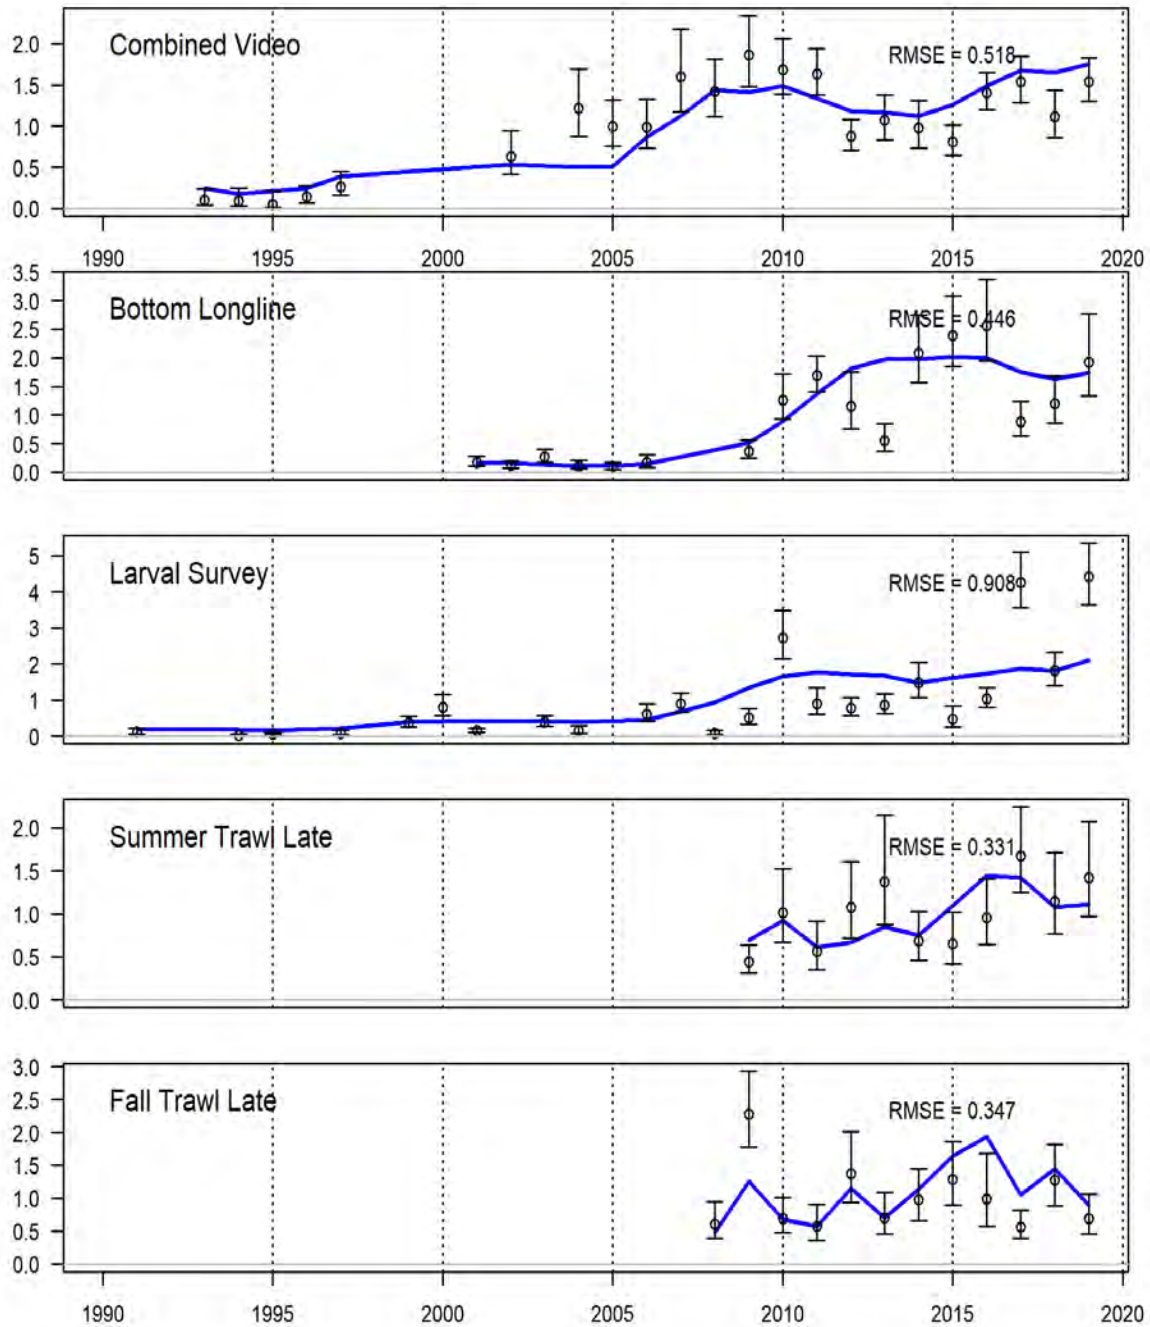 Combined Video
RMSE = 0.518
2.0
1.5
1.0
0.5
0.0
1990 1995 2000 2005 2010 2015 2020
Bottom Longline
RMSE = 0.446
3.5
3.0
2.5
2.0
1.5
1.0
0.5
0.0
Larval Survey
RMSE = 0.908
5
4
3
2
1
0
Summer Trawl Late
RMSE = 0.331
2.0
1.5
1.0
0.5
0.0
Fall Trawl Late
RMSE = 0.347
3.0
2.5
2.0
1.5
1.0
0.5
0.0
1990 1995 2000 2005 2010 2015 2020